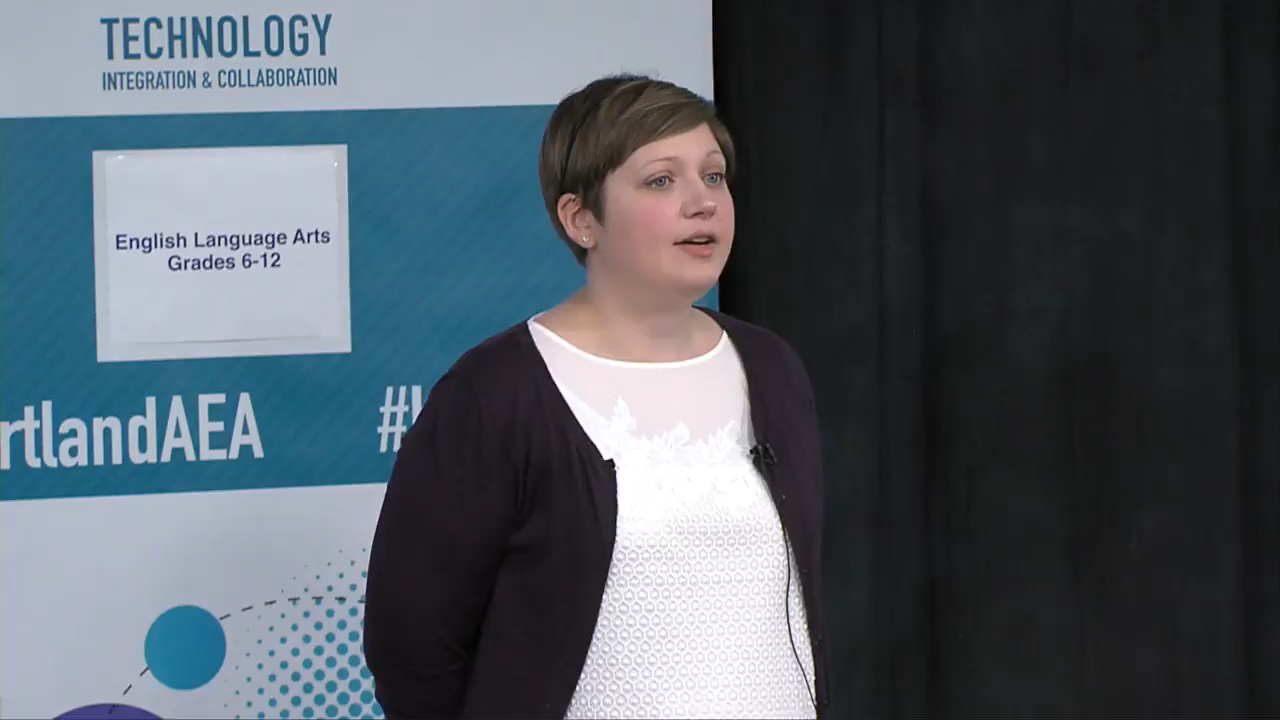 TECHNOLOGY
INTEGRATION & COLLABORATION
English Language Arts
Grades 6-12
rtlandAEA #